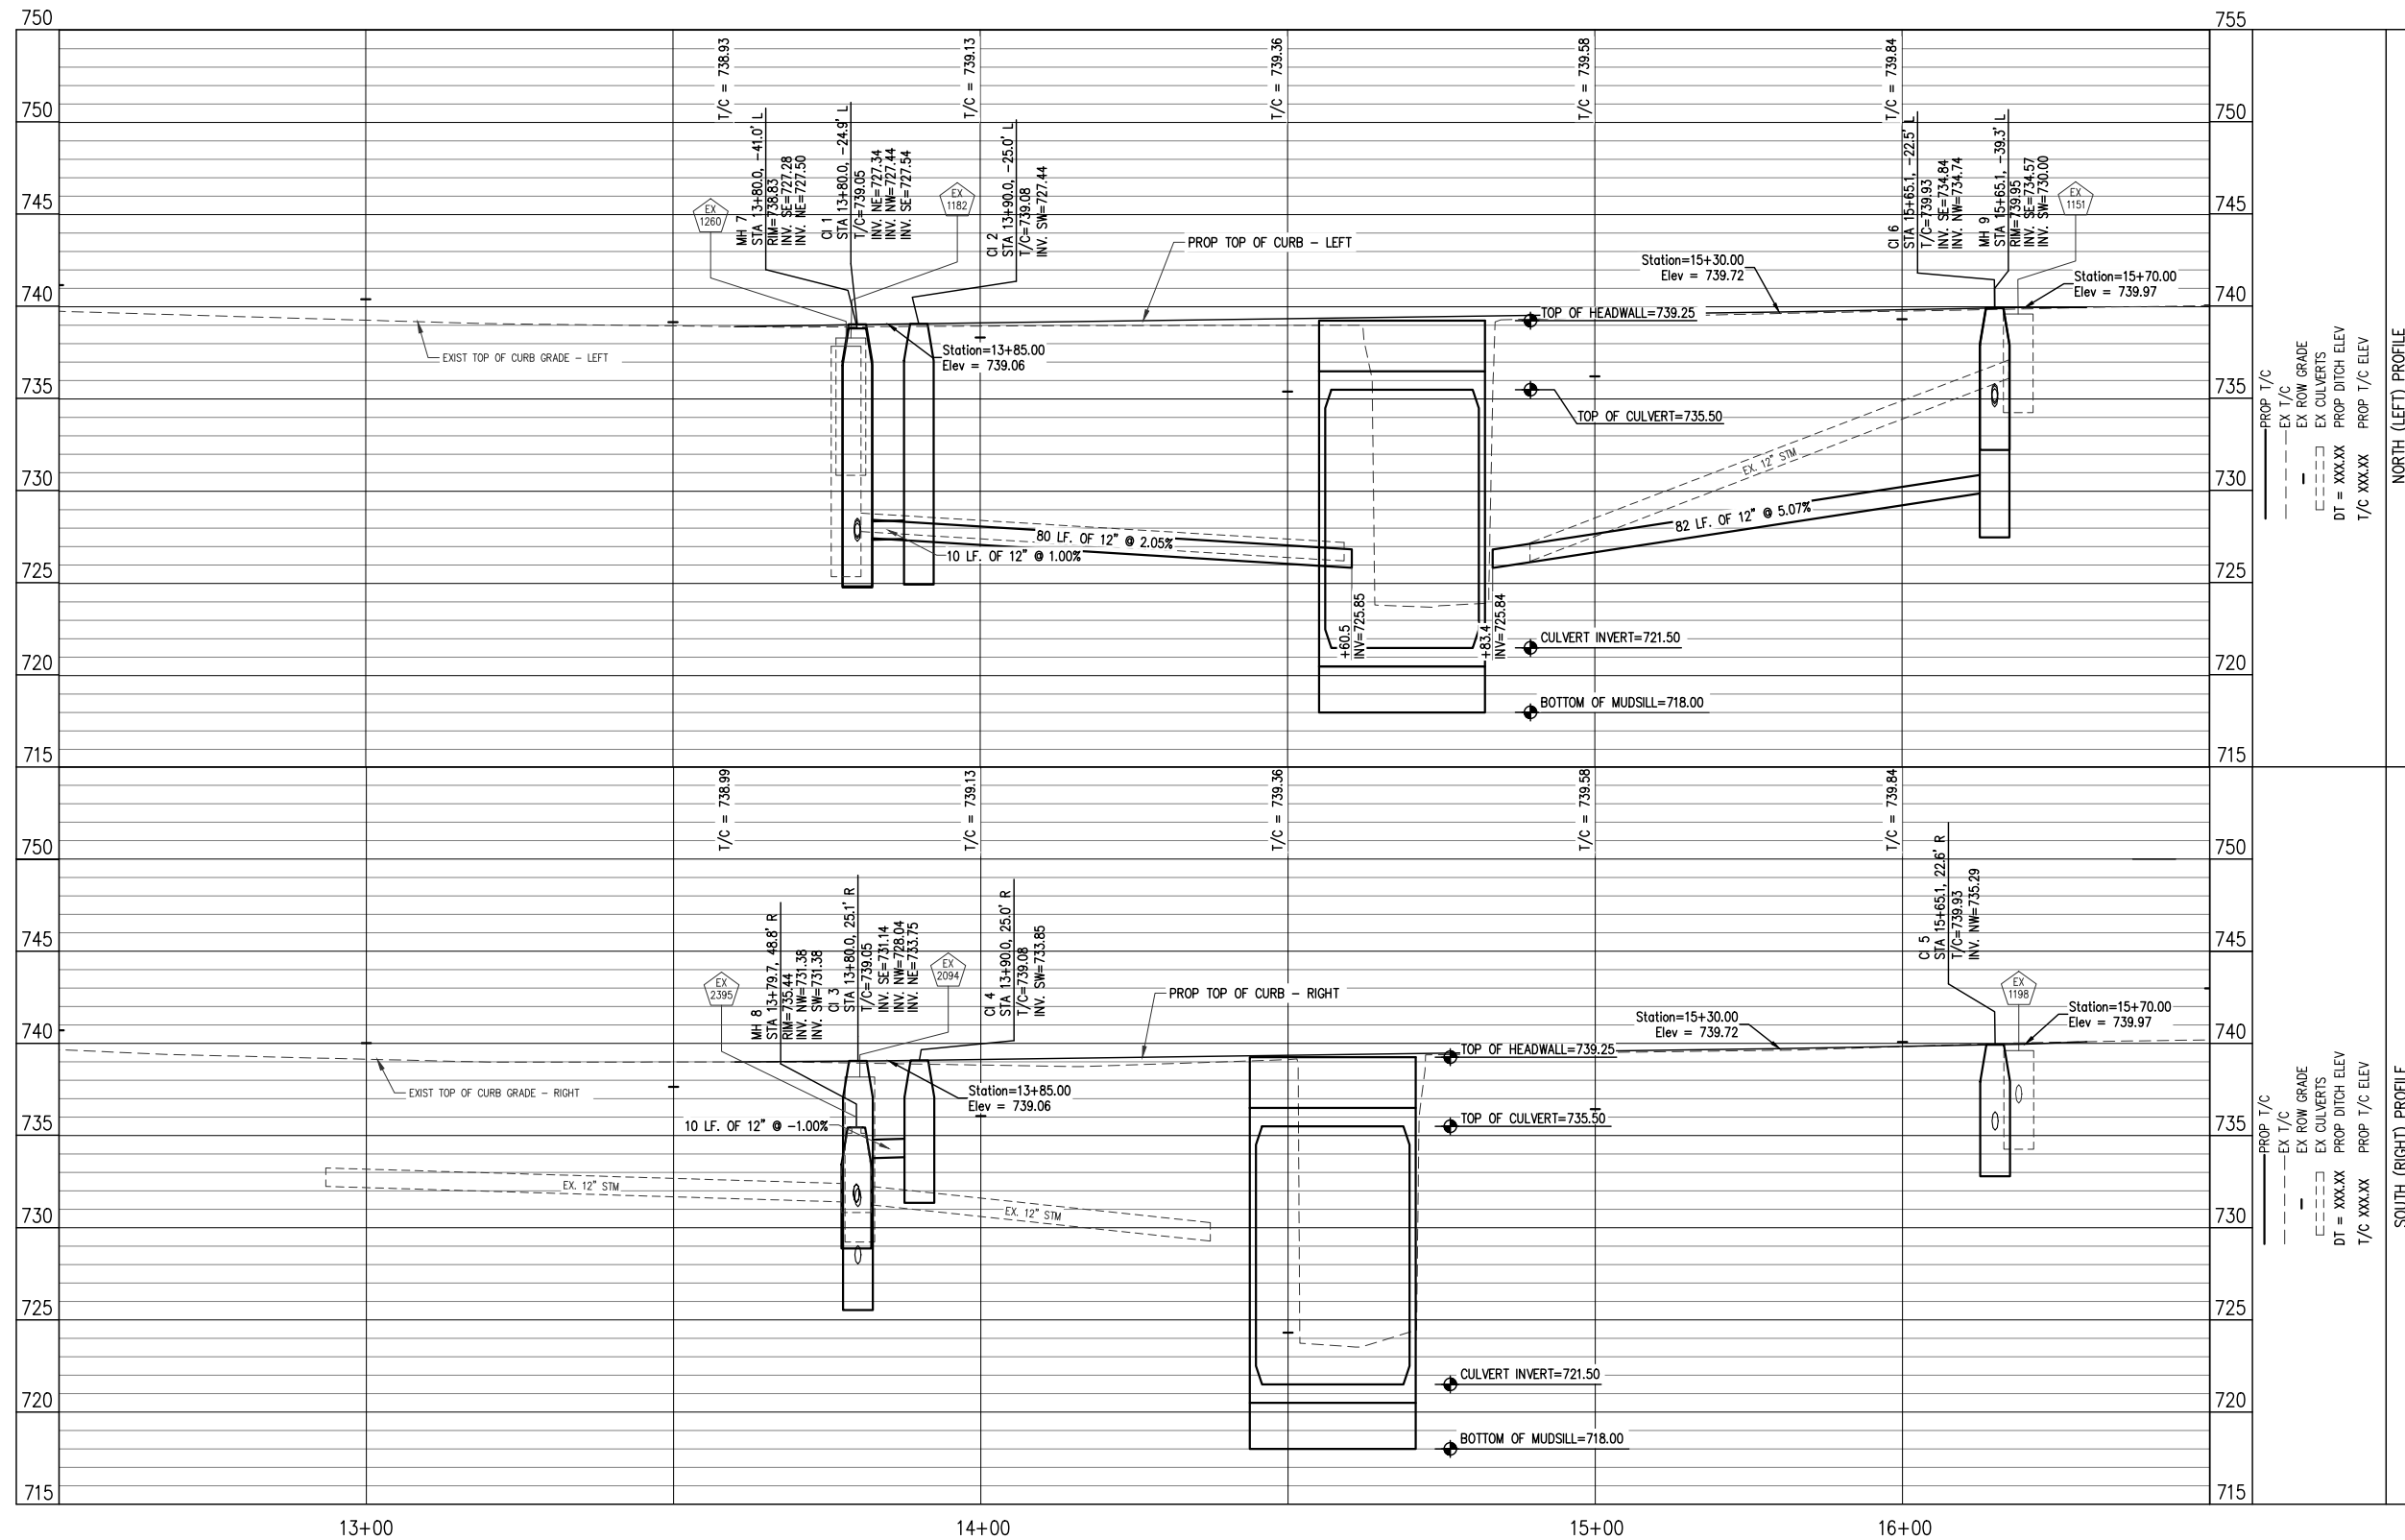 750
755
T/C = 738.93
T/C = 739.13
T/C = 739.36
T/C = 739.58
T/C = 739.84
750
750
MH 7
STA 13+80.0, -41.0' L
RIM=738.83
INV. SE=727.28
INV. NE=727.50
CI 1
STA 13+80.0, -24.9' L
T/C=739.05
INV. NE=727.34
INV. NW=727.44
INV. SE=727.54
CI 2
STA 13+90.0, -25.0' L
T/C=739.08
INV. SW=727.44
CI 6
STA 15+65.1, -22.5' L
T/C=739.93
INV. SE=734.84
INV. NW=734.74
MH 9
STA 15+65.1, -39.3' L
RIM=739.95
INV. SE=734.57
INV. SW=730.00
EX
1260
EX
1182
EX
1151
745
745
PROP TOP OF CURB - LEFT
Station=15+30.00
Elev = 739.72
Station=15+70.00
Elev = 739.97
740
740
TOP OF HEADWALL=739.25
EXIST TOP OF CURB GRADE - LEFT
Station=13+85.00
Elev = 739.06
735
735
TOP OF CULVERT=735.50
EX. 12" STM
730
730
82 LF. OF 12" @ 5.07%
80 LF. OF 12" @ 2.05%
10 LF. OF 12" @ 1.00%
725
725
+60.5
INV=725.85
+83.4
INV=725.84
CULVERT INVERT=721.50
720
720
BOTTOM OF MUDSILL=718.00
715
715
PROP T/C
EX T/C
EX ROW GRADE
EX CULVERTS
DT = XXX.XX PROP DITCH ELEV
T/C XXX.XX PROP T/C ELEV
NORTH (LEFT) PROFILE
T/C = 738.99
T/C = 739.13
T/C = 739.36
T/C = 739.58
T/C = 739.84
750
750
MH 8
STA 13+79.7, 48.8' R
RIM=735.44
INV. NW=731.38
INV. SW=731.38
CI 3
STA 13+80.0, 25.1' R
T/C=739.05
INV. SE=731.14
INV. NW=728.04
INV. NE=733.75
CI 4
STA 13+90.0, 25.0' R
T/C=739.08
INV. SW=733.85
CI 5
STA 15+65.1, 22.6' R
T/C=739.93
INV. NW=735.29
745
745
EX
2395
EX
2094
EX
1198
PROP TOP OF CURB - RIGHT
Station=15+30.00
Elev = 739.72
Station=15+70.00
Elev = 739.97
740
740
TOP OF HEADWALL=739.25
EXIST TOP OF CURB GRADE - RIGHT
Station=13+85.00
Elev = 739.06
10 LF. OF 12" @ -1.00%
735
735
TOP OF CULVERT=735.50
EX. 12" STM
EX. 12" STM
730
730
725
725
CULVERT INVERT=721.50
720
720
BOTTOM OF MUDSILL=718.00
715
715
PROP T/C
EX T/C
EX ROW GRADE
EX CULVERTS
DT = XXX.XX PROP DITCH ELEV
T/C XXX.XX PROP T/C ELEV
SOUTH (RIGHT) PROFILE
13+00
14+00
15+00
16+00